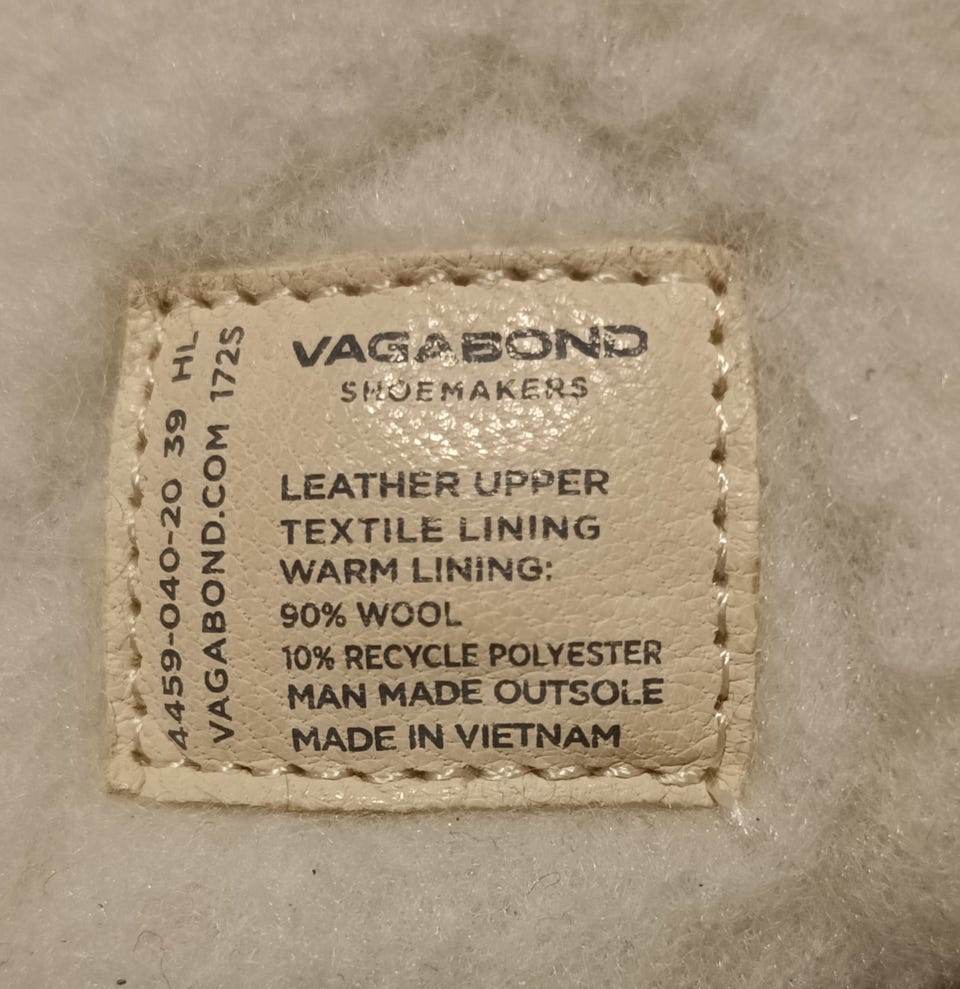 VAGABOND
SHOEMAKERS
LEATHER UPPER
TEXTILE LINING
WARM LINING:
90% WOOL
10% RECYCLE POLYESTER
MAN MADE OUTSOLE
MADE IN VIETNAM
4459-040-20 39 HL
VAGABOND.COM 172S